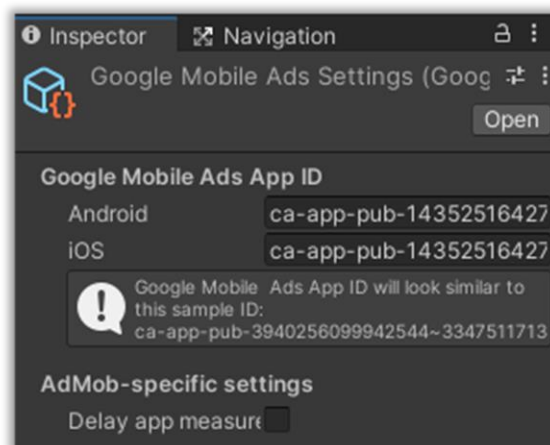 Inspector Navigation
Google Mobile Ads Settings (Goog
Open
Google Mobile Ads App ID
Android ca-app-pub-14352516427
iOS ca-app-pub-14352516427
Google Mobile Ads App ID will look similar to
this sample ID:
ca-app-pub-3940256099942544~3347511713
AdMob-specific settings
Delay app measure